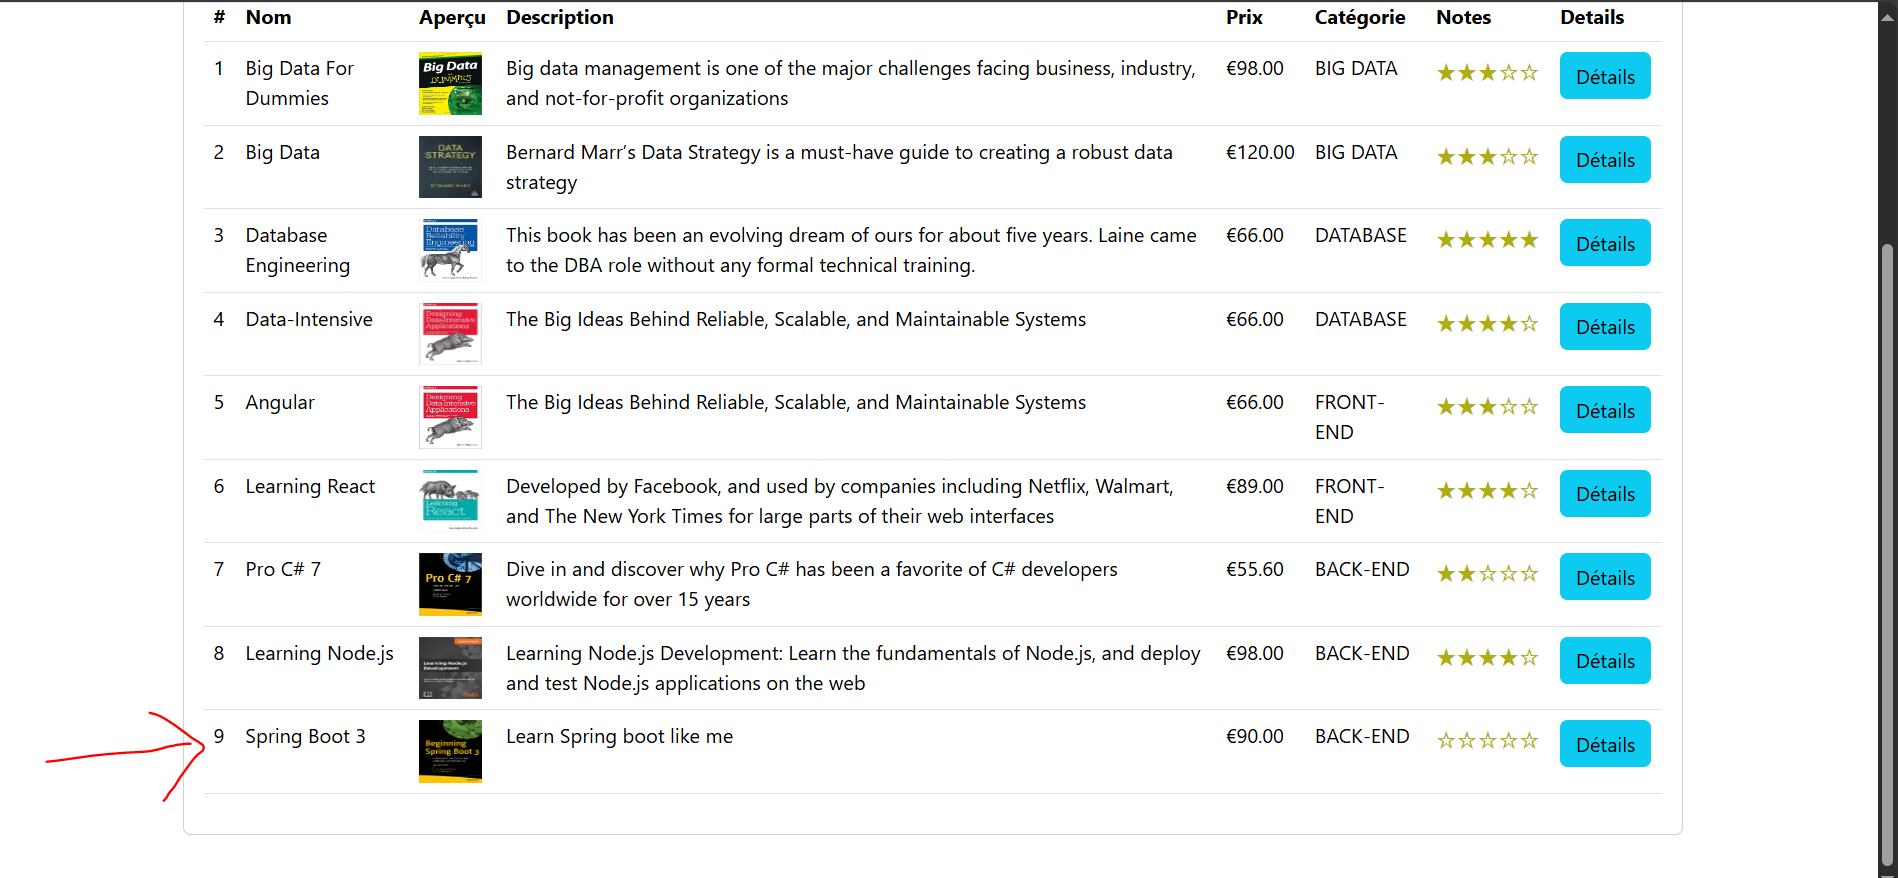 # Nom Aperçu Description Prix Catégorie Notes Details
1 Big Data For Dummies Big Data DUMMIES Big data management is one of the major challenges facing business, industry, and not-for-profit organizations €98.00 BIG DATA ★★★☆☆ Détails
2 Big Data DATA STRATEGY BERNARD MARR Bernard Marr’s Data Strategy is a must-have guide to creating a robust data strategy €120.00 BIG DATA ★★★☆☆ Détails
3 Database Engineering Database Reliability Engineering This book has been an evolving dream of ours for about five years. Laine came to the DBA role without any formal technical training. €66.00 DATABASE ★★★★★ Détails
4 Data-Intensive Designing Data-Intensive Applications The Big Ideas Behind Reliable, Scalable, and Maintainable Systems €66.00 DATABASE ★★★★☆ Détails
5 Angular Designing Data-Intensive Applications The Big Ideas Behind Reliable, Scalable, and Maintainable Systems €66.00 FRONT-END ★★★☆☆ Détails
6 Learning React Learning React Developed by Facebook, and used by companies including Netflix, Walmart, and The New York Times for large parts of their web interfaces €89.00 FRONT-END ★★★★☆ Détails
7 Pro C# 7 Pro C# 7 Dive in and discover why Pro C# has been a favorite of C# developers worldwide for over 15 years €55.60 BACK-END ★★☆☆☆ Détails
8 Learning Node.js Learning Node.js Development Learning Node.js Development: Learn the fundamentals of Node.js, and deploy and test Node.js applications on the web €98.00 BACK-END ★★★★☆ Détails
9 Spring Boot 3 Beginning Spring Boot 3 Learn Spring boot like me €90.00 BACK-END ☆☆☆☆☆ Détails